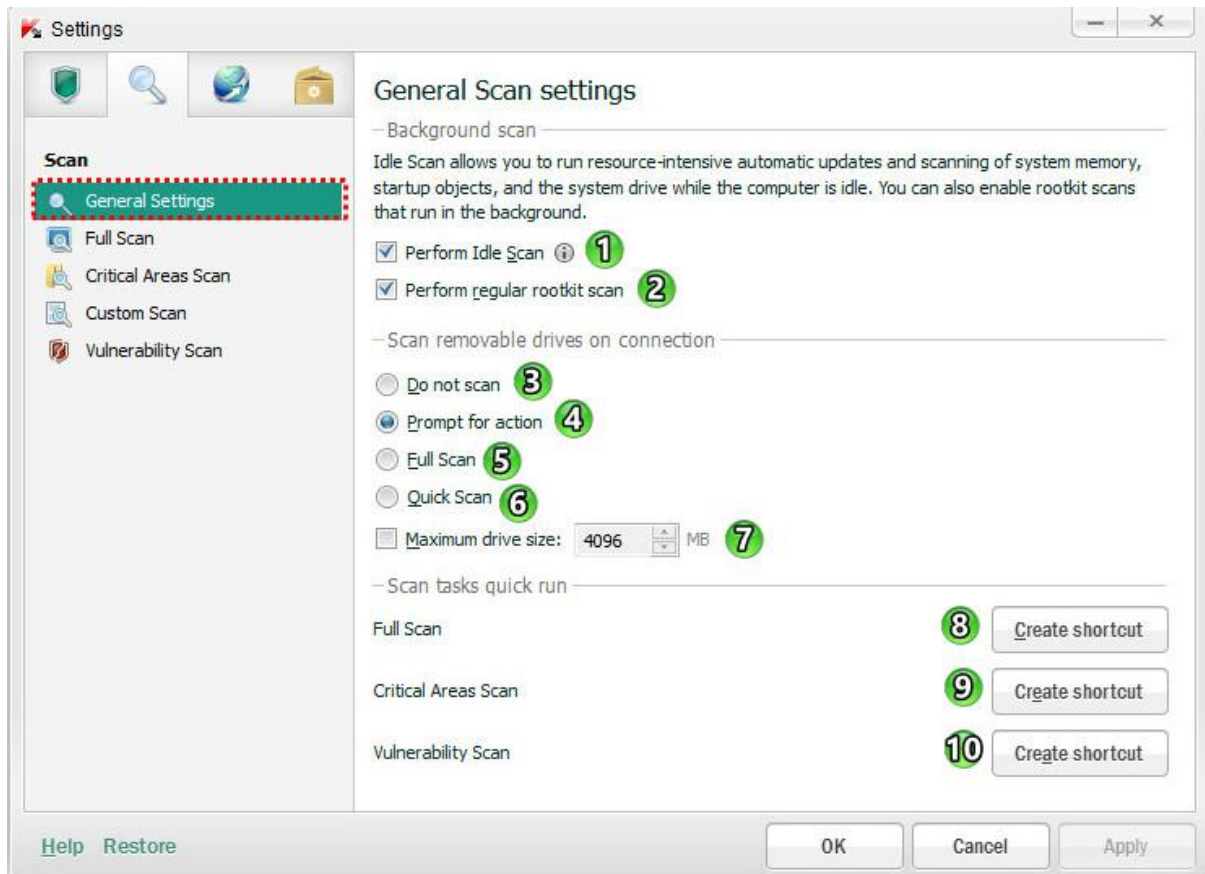 Settings
Scan
General Settings
Full Scan
Critical Areas Scan
Custom Scan
Vulnerability Scan
General Scan settings
Background scan
Idle Scan allows you to run resource-intensive automatic updates and scanning of system memory,
startup objects, and the system drive while the computer is idle. You can also enable rootkit scans
that run in the background.
Perform Idle Scan 1
Perform regular rootkit scan 2
Scan removable drives on connection
Do not scan 3
Prompt for action 4
Full Scan 5
Quick Scan 6
Maximum drive size: 4096 MB 7
Scan tasks quick run
Full Scan 8 Create shortcut
Critical Areas Scan 9 Create shortcut
Vulnerability Scan 10 Create shortcut
Help Restore OK Cancel Apply